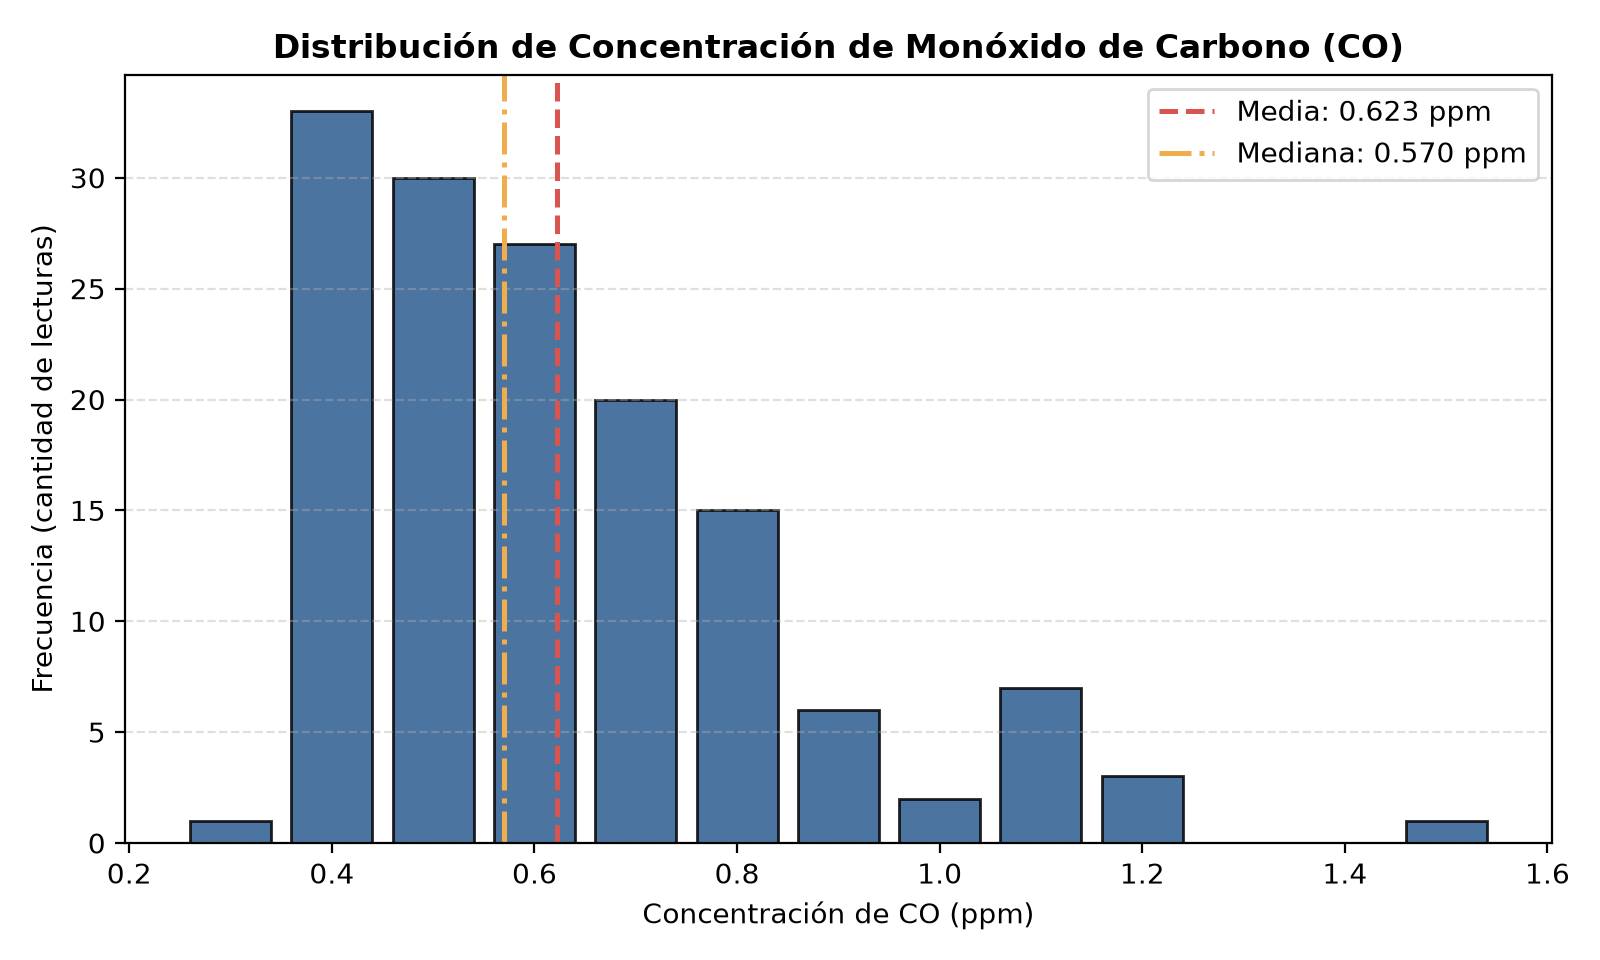 Distribución de Concentración de Monóxido de Carbono (CO)
Media: 0.623 ppm
Mediana: 0.570 ppm
Frecuencia (cantidad de lecturas)
30
25
20
15
10
5
0
0.2 0.4 0.6 0.8 1.0 1.2 1.4 1.6
Concentración de CO (ppm)